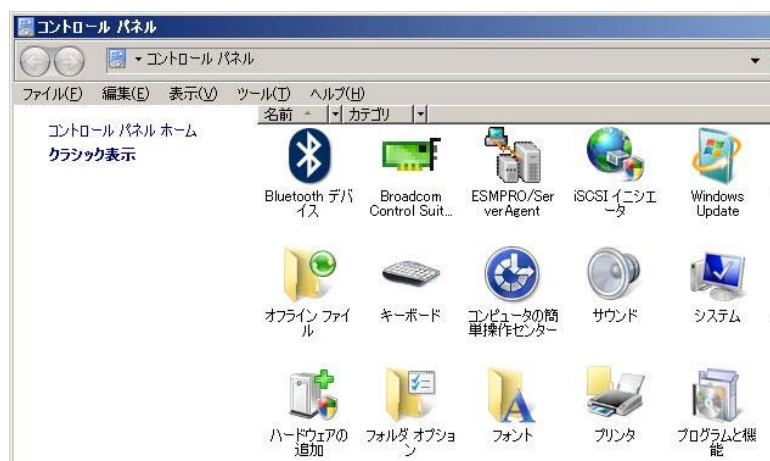 コントロール パネル
コントロール パネル
ファイル(F) 編集(E) 表示(V) ツール(T) ヘルプ(H)
名前 カテゴリ
コントロール パネル ホーム
クラシック表示
Bluetooth デバ
イス
Broadcom
Control Suit...
ESMPRO/Ser
verAgent
iSCSI イニシエ
ータ
Windows
Update
オフライン ファイ
ル
キーボード
コンピュータの簡
単操作センター
サウンド
システム
ハードウェアの
追加
フォルダ オプショ
ン
フォント
プリンタ
プログラムと機
能